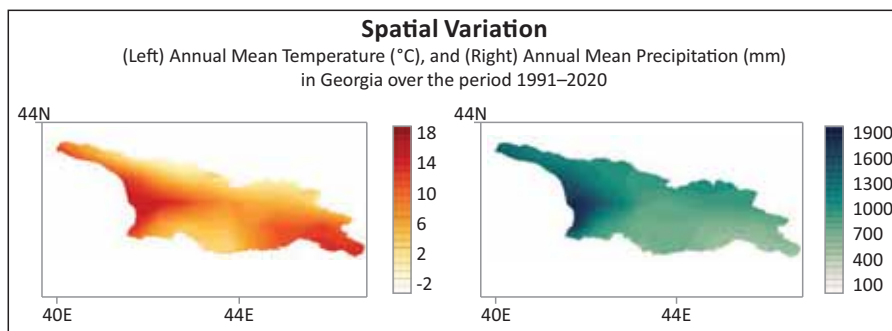 Spatial Variation
(Left) Annual Mean Temperature (°C), and (Right) Annual Mean Precipitation (mm)
in Georgia over the period 1991–2020
44N
18
14
10
6
2
-2
40E
44E
44N
1900
1600
1300
1000
700
400
100
40E
44E